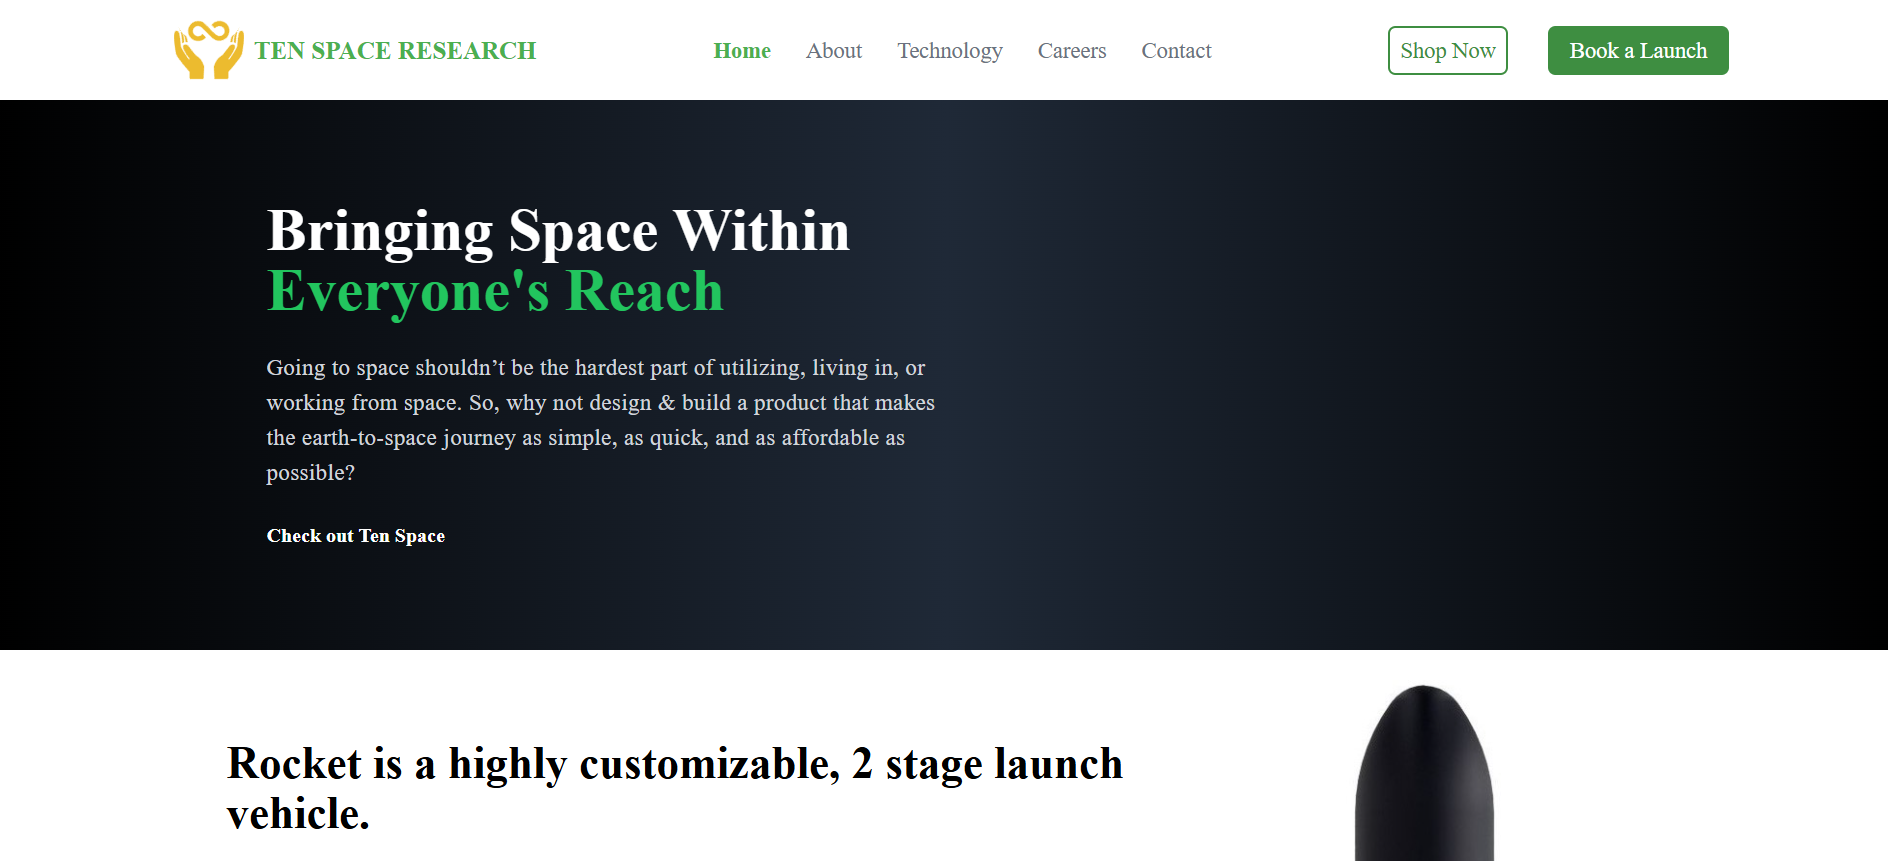 TEN SPACE RESEARCH
Home About Technology Careers Contact
Shop Now Book a Launch
Bringing Space Within
Everyone's Reach
Going to space shouldn’t be the hardest part of utilizing, living in, or
working from space. So, why not design & build a product that makes
the earth-to-space journey as simple, as quick, and as affordable as
possible?
Check out Ten Space
Rocket is a highly customizable, 2 stage launch
vehicle.